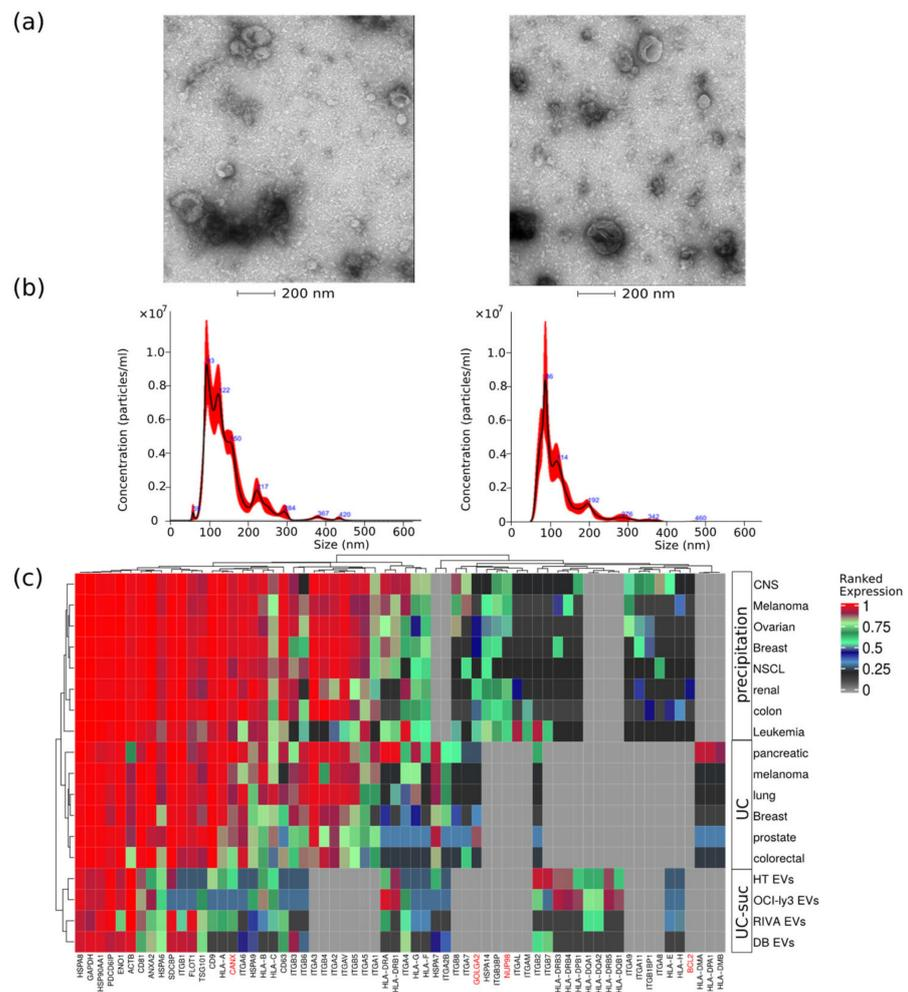 (a)
200 nm
200 nm
(b)
×10⁷
Concentration (particles/ml)
1.0
0.8
0.6
0.4
0.2
0
122
217
367
420
0 100 200 300 400 500 600
Size (nm)
×10⁷
Concentration (particles/ml)
1.0
0.8
0.6
0.4
0.2
0
192
342
460
0 100 200 300 400 500 600
Size (nm)
(c)
precipitation
CNS
Melanoma
Ovarian
Breast
NSCL
renal
colon
Leukemia
UC
pancreatic
melanoma
lung
Breast
prostate
colorectal
UC-suc
HT EVs
OCI-ly3 EVs
RIVA EVs
DB EVs
Ranked
Expression
1
0.75
0.5
0.25
0
HSPA8
GAPDH
HSP90AA1
PDCD6IP
ENO1
ACTB
CD81
ANXA2
HSPA6
SDCBP
ITGB1
FLOT1
TSG101
CD9
HLA-A
CANX
ITGA6
HSPA9
HLA-B
HLA-C
CD63
ITGB3
ITGB6
ITGA3
ITGB4
ITGA2
ITGAV
ITGB5
ITGA5
ITGA1
HLA-DRA
HLA-DRB1
ITGA4
HLA-G
HLA-F
HSPA7
ITGA2B
ITGB8
ITGA7
GOLGA2
HSPA14
ITGB3BP
NUP98
ITGAL
ITGAM
ITGB2
ITGB7
HLA-DRB3
HLA-DRB4
HLA-DPB1
HLA-DQA1
HLA-DQA2
HLA-DRB5
HLA-DQB1
ITGA9
ITGA11
ITGB1BP1
ITGA8
HLA-E
HLA-H
BCL2
HLA-DMA
HLA-DPA1
HLA-DMB